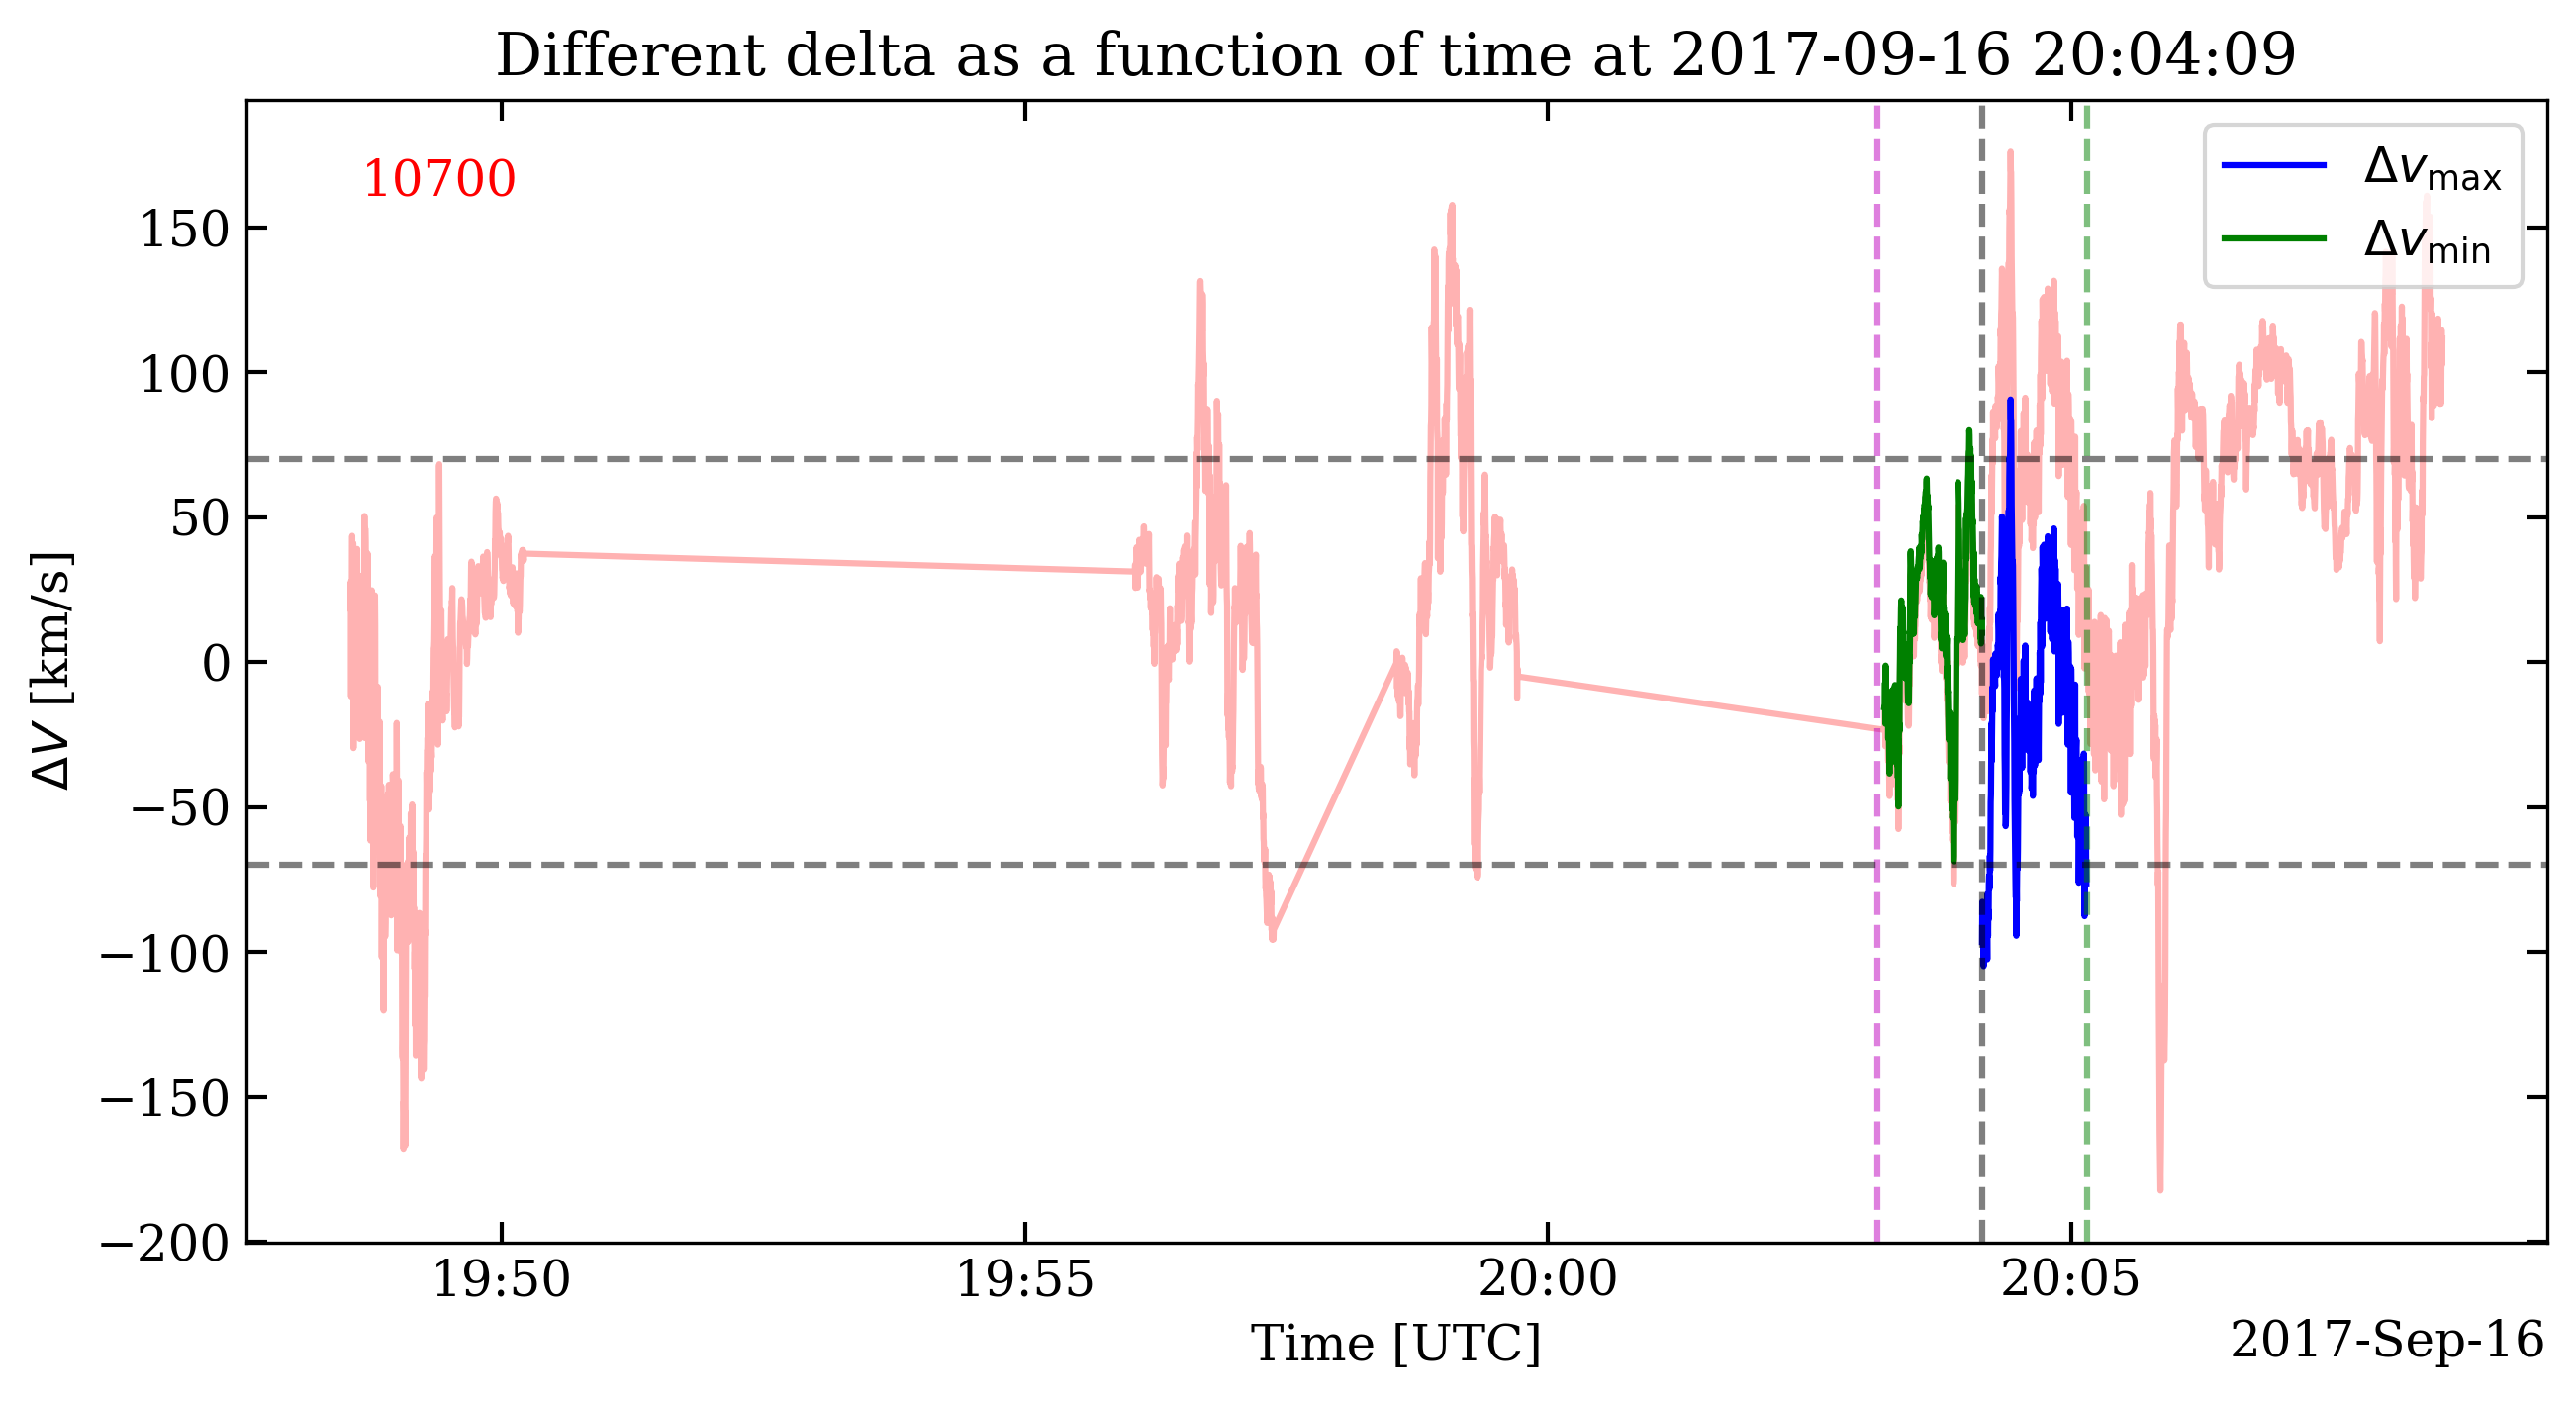 Different delta as a function of time at 2017-09-16 20:04:09
10700
Δv_max
Δv_min
150
100
50
0
−50
−100
−150
−200
ΔV [km/s]
19:50 19:55 20:00 20:05
Time [UTC]
2017-Sep-16